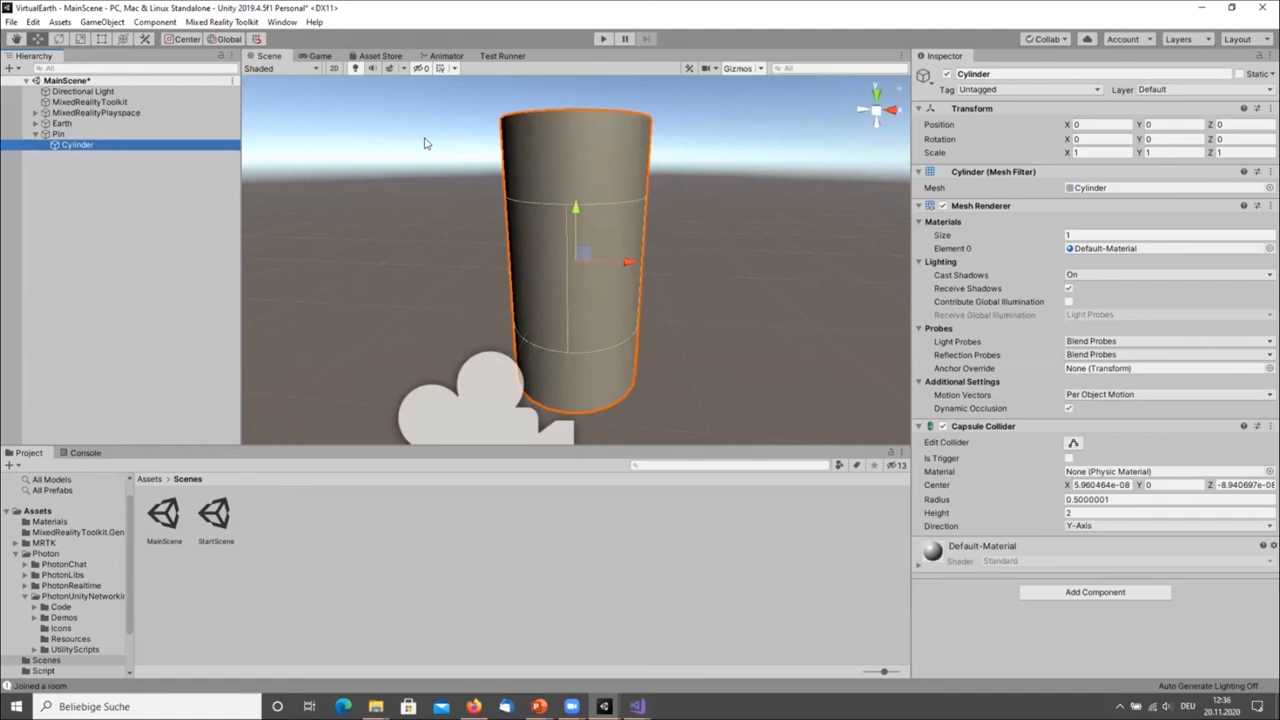 VirtualEarth - MainScene - PC, Mac & Linux Standalone - Unity 2019.4.5f1 Personal* <DX11>
File Edit Assets GameObject Component Mixed Reality Toolkit Window Help
Center Global Collab Account Layers Layout
Hierarchy
All
MainScene*
Directional Light
MixedRealityToolkit
MixedRealityPlayspace
Earth
Pin
Cylinder
Scene Game Asset Store Animator Test Runner
Shaded 2D 0 Gizmos All
y
x
Inspector
Cylinder Static
Tag Untagged Layer Default
Transform
Position X 0 Y 0 Z 0
Rotation X 0 Y 0 Z 0
Scale X 1 Y 1 Z 1
Cylinder (Mesh Filter)
Mesh Cylinder
Mesh Renderer
Materials
Size 1
Element 0 Default-Material
Lighting
Cast Shadows On
Receive Shadows
Contribute Global Illumination
Receive Global Illumination Light Probes
Probes
Light Probes Blend Probes
Reflection Probes Blend Probes
Anchor Override None (Transform)
Additional Settings
Motion Vectors Per Object Motion
Dynamic Occlusion
Capsule Collider
Edit Collider
Is Trigger
Material None (Physic Material)
Center X 5.960464e-08 Y 0 Z -8.940697e-08
Radius 0.5000001
Height 2
Direction Y-Axis
Default-Material
Shader Standard
Add Component
Project Console
13
All Models
All Prefabs
Assets
Materials
MixedRealityToolkit.Gen
MRTK
Photon
PhotonChat
PhotonLibs
PhotonRealtime
PhotonUnityNetworkin
Code
Demos
Icons
Resources
UtilityScripts
Scenes
Script
Assets > Scenes
MainScene StartScene
Joined a room
Auto Generate Lighting Off
Beliebige Suche
DEU
12:36
20.11.2020